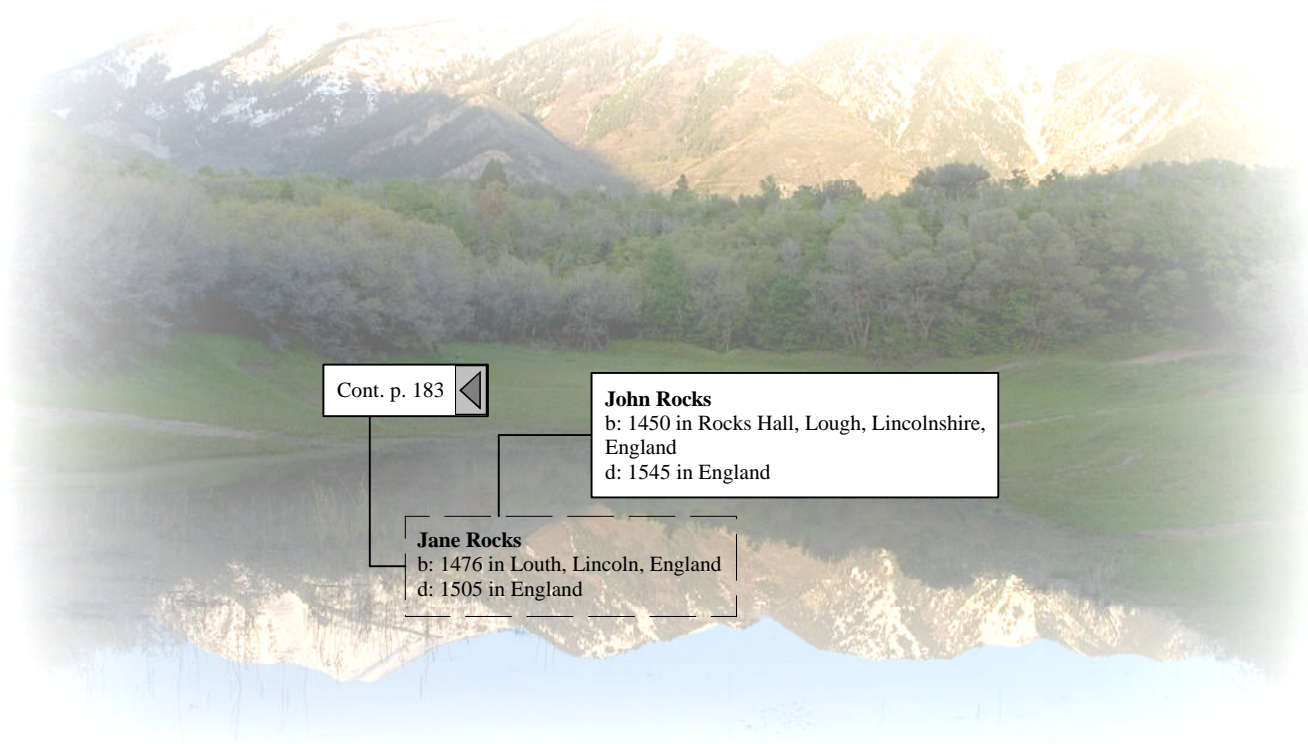 Cont. p. 183
John Rocks
b: 1450 in Rocks Hall, Lough, Lincolnshire,
England
d: 1545 in England
Jane Rocks
b: 1476 in Louth, Lincoln, England
d: 1505 in England